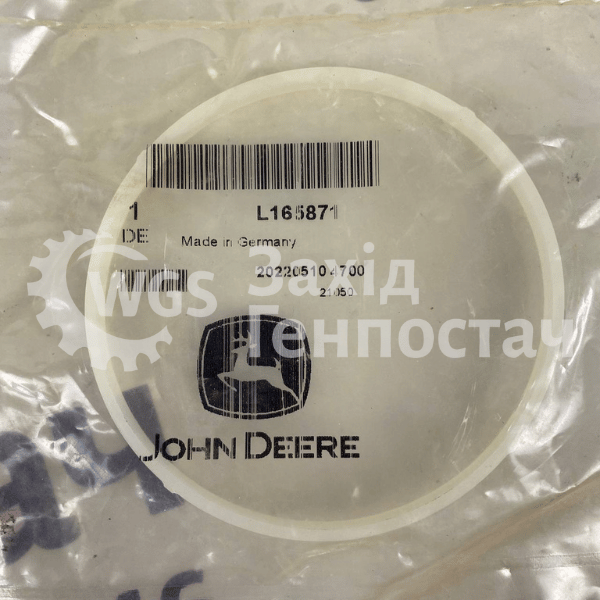 1
L165871
DE
Made in Germany
202205104700
21050
WGS
Захід
Генпостач
JOHN DEERE